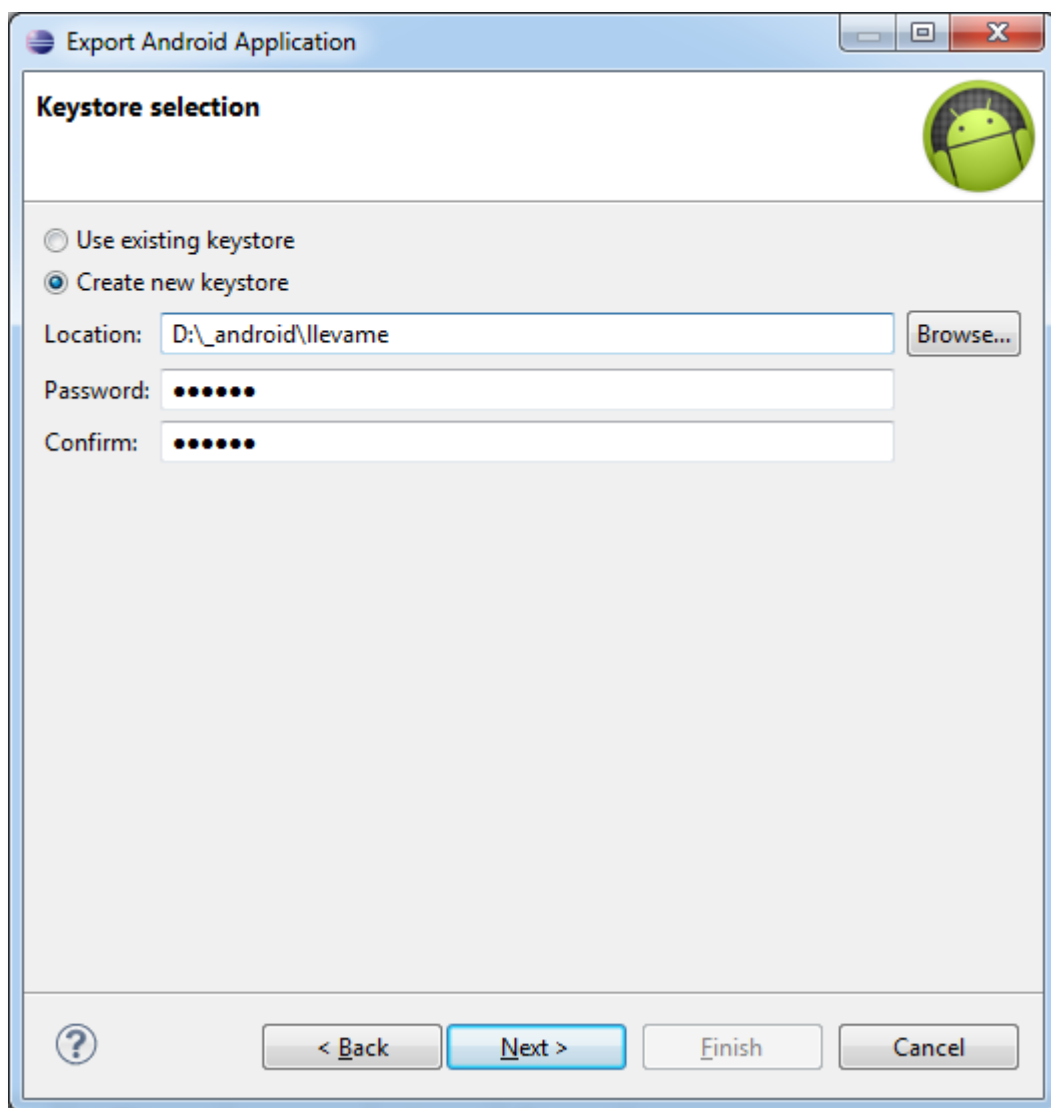 Export Android Application
Keystore selection
Use existing keystore
Create new keystore
Location: D:\_android\llevame Browse...
Password: ●●●●●●
Confirm: ●●●●●●
? < Back Next > Finish Cancel